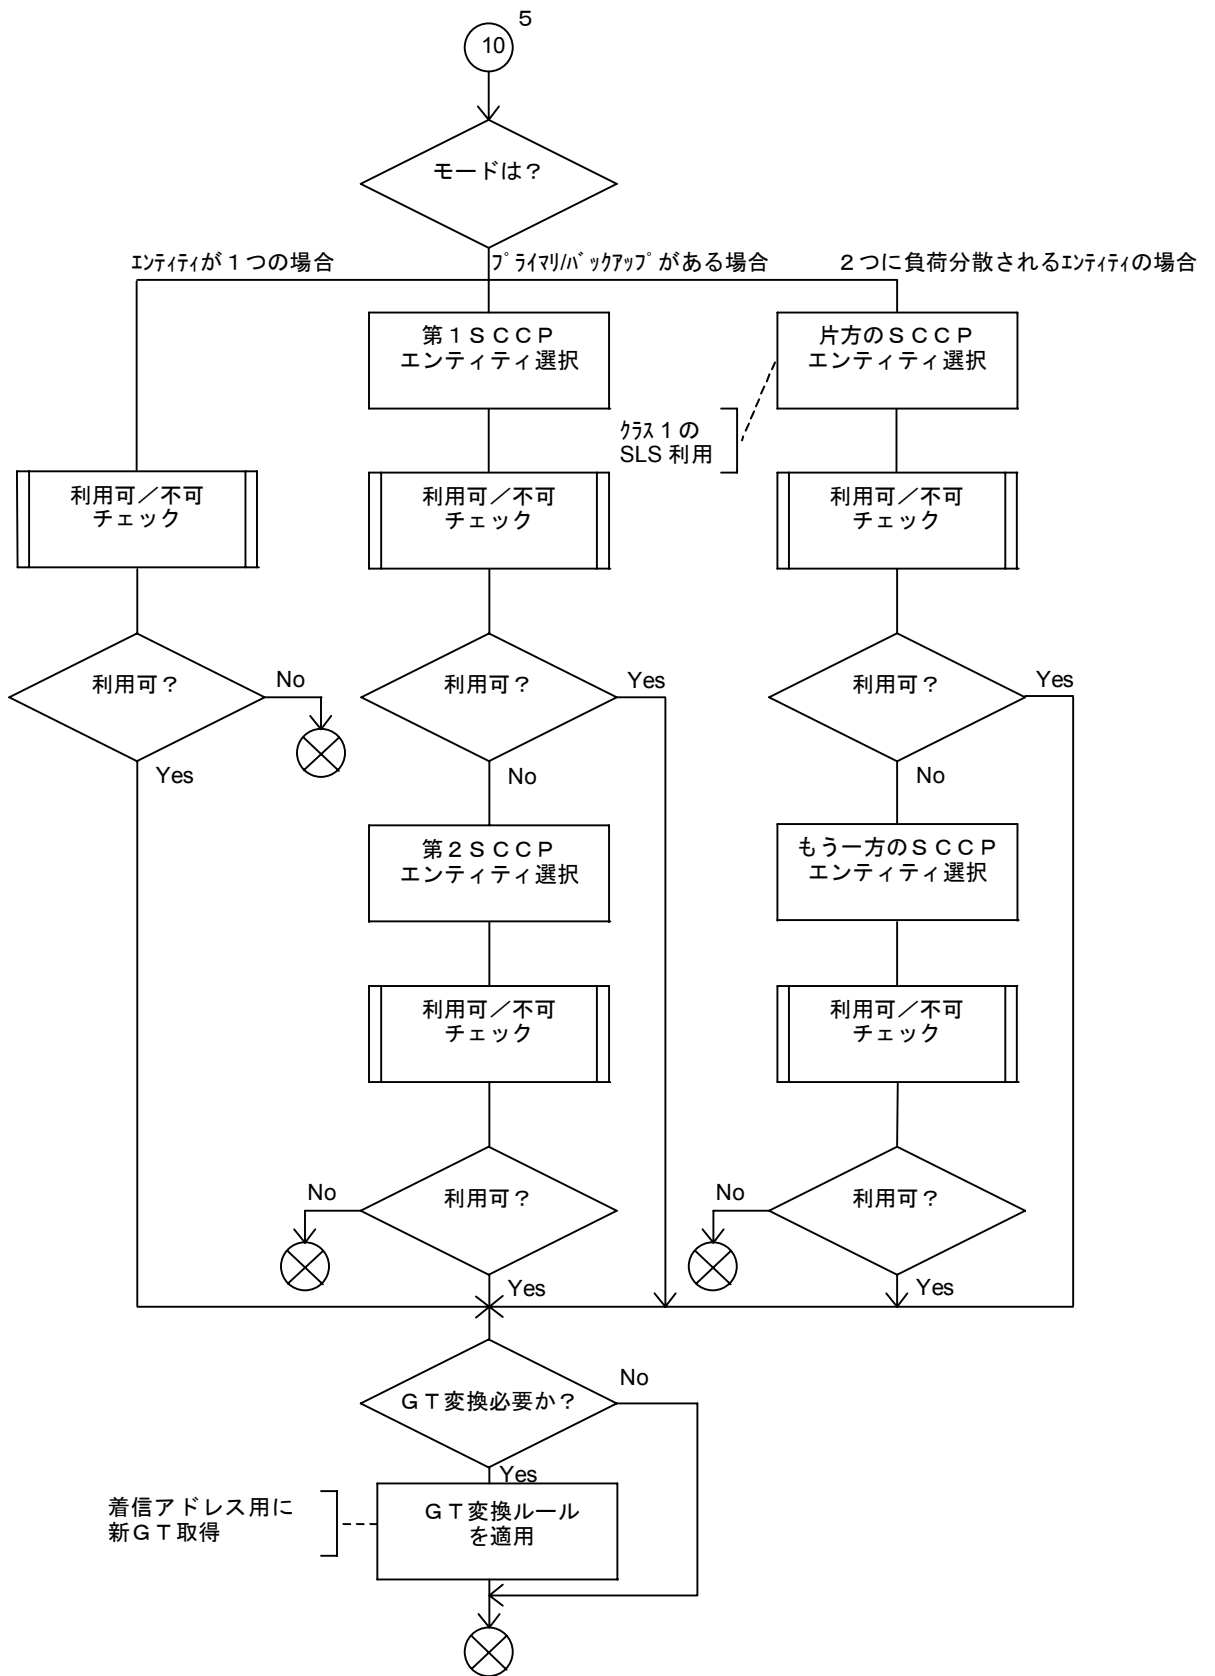 ５
10
モードは？
ｴﾝﾃｨﾃｨが１つの場合
ﾌﾟﾗｲﾏﾘ/ﾊﾞｯｸｱｯﾌﾟがある場合
２つに負荷分散されるｴﾝﾃｨﾃｨの場合
第１ＳＣＣＰ
エンティティ選択
片方のＳＣＣＰ
エンティティ選択
ｸﾗｽ１の
SLS 利用
利用可／不可
チェック
利用可／不可
チェック
利用可／不可
チェック
利用可？
No
Yes
利用可？
Yes
No
利用可？
Yes
No
第２ＳＣＣＰ
エンティティ選択
もう一方のＳＣＣＰ
エンティティ選択
利用可／不可
チェック
利用可／不可
チェック
No
利用可？
Yes
No
利用可？
Yes
ＧＴ変換必要か？
No
Yes
着信アドレス用に
新ＧＴ取得
ＧＴ変換ルール
を適用